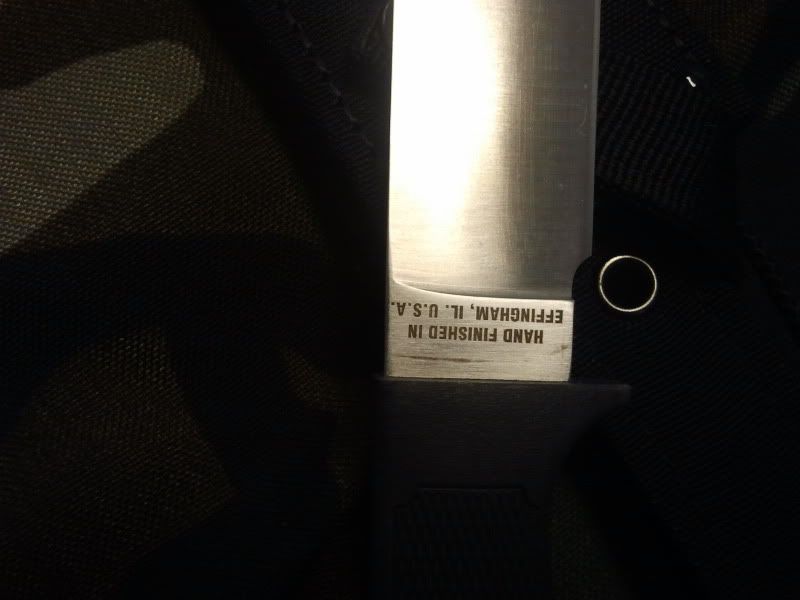 HAND FINISHED IN
EFFINGHAM, IL. U.S.A.